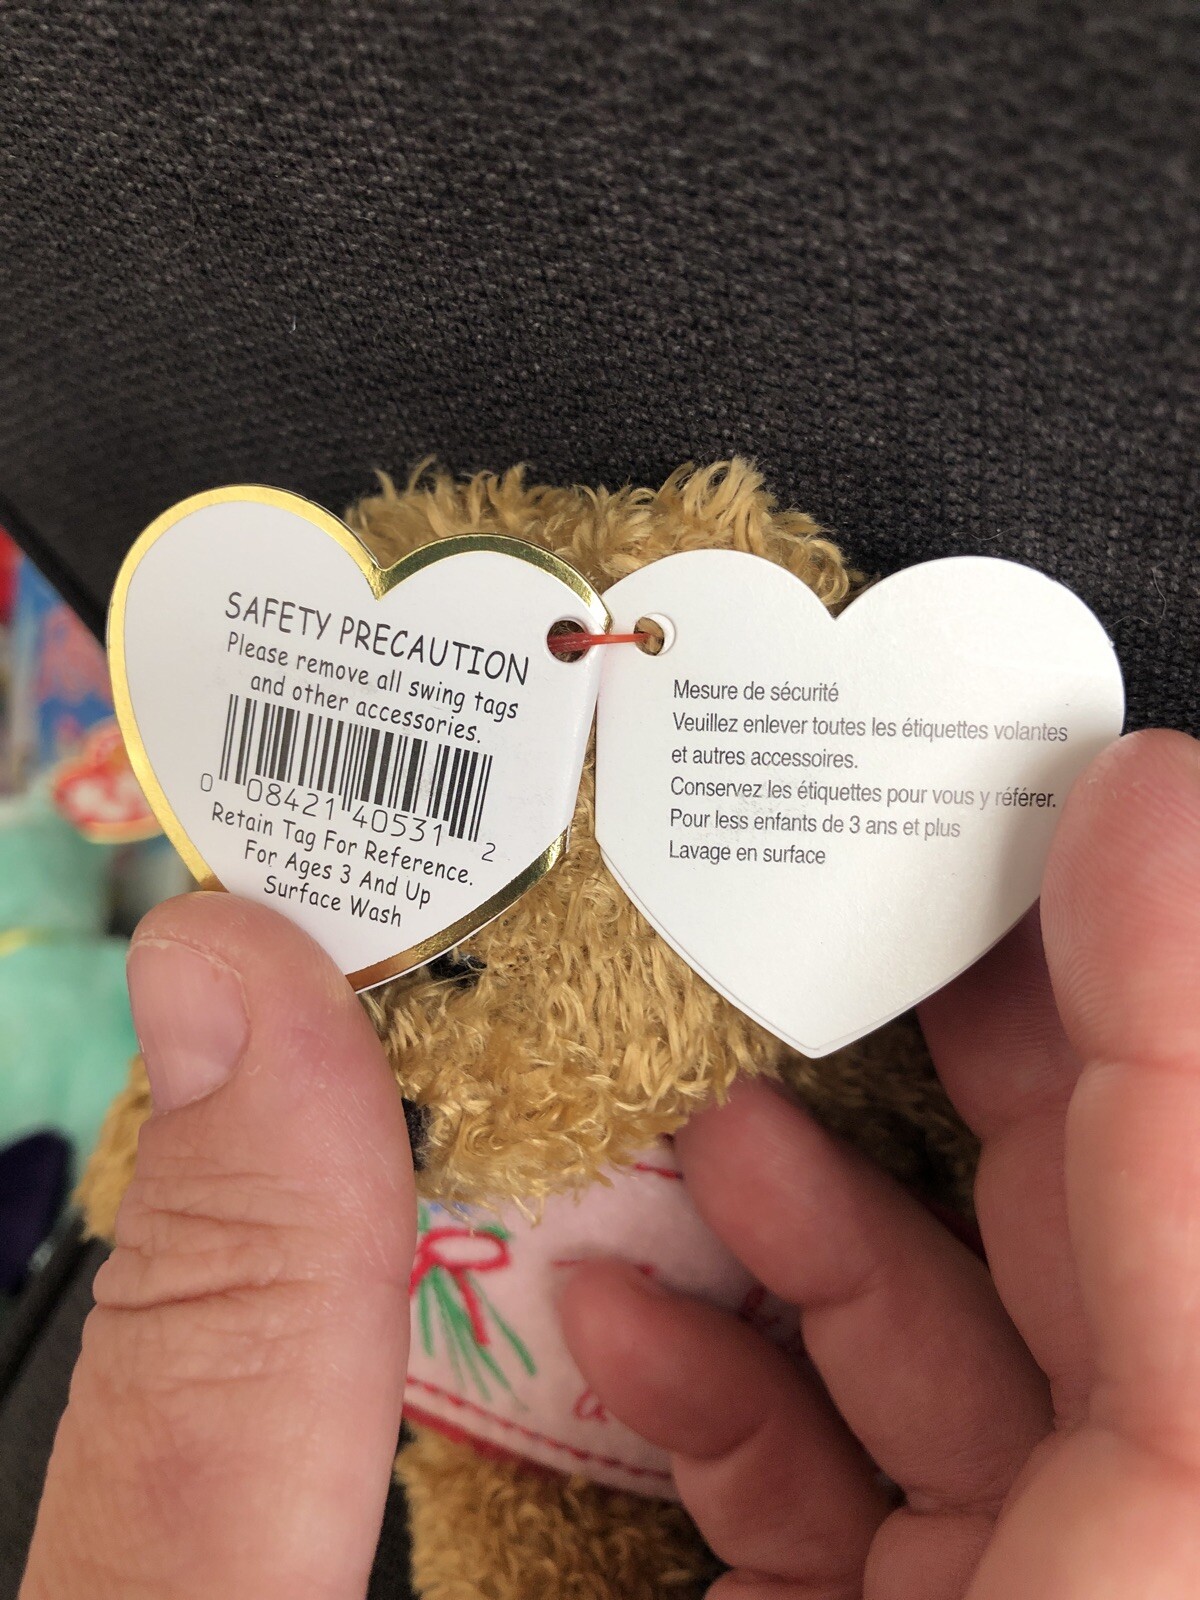 SAFETY PRECAUTION
Please remove all swing tags
and other accessories.
0 08421 40531 2
Retain Tag For Reference.
For Ages 3 And Up
Surface Wash
Mesure de sécurité
Veuillez enlever toutes les étiquettes volantes
et autres accessoires.
Conservez les étiquettes pour vous y référer.
Pour less enfants de 3 ans et plus
Lavage en surface